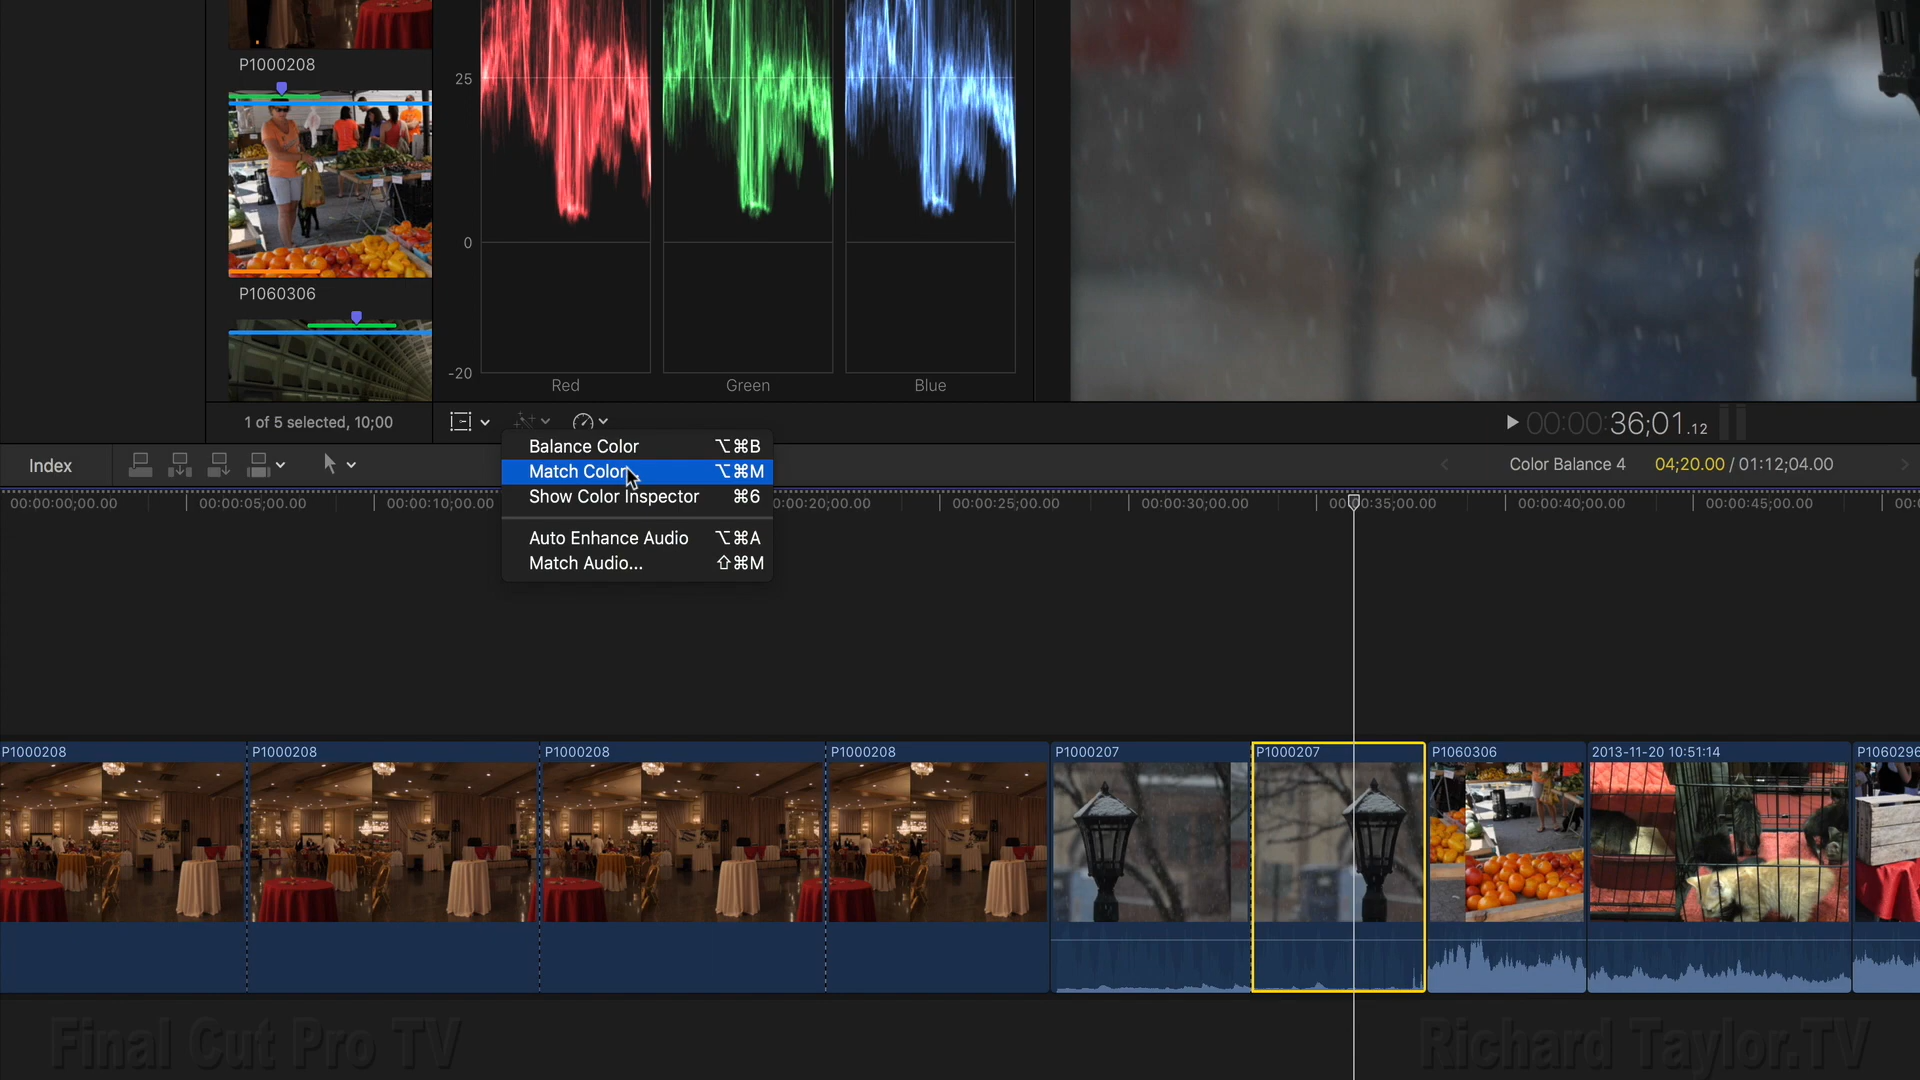 P1000208
25
0
P1060306
-20
Red
Green
Blue
1 of 5 selected, 10;00
00:00:36;01.12
Balance Color ⌥⌘B
Match Color... ⌥⌘M
Show Color Inspector ⌘6
Auto Enhance Audio ⌥⌘A
Match Audio... ⇧⌘M
Index
Color Balance 4
04;20.00 / 01:12;04.00
00:00:00;00.00
00:00:05;00.00
00:00:10;00.00
00:00:20;00.00
00:00:25;00.00
00:00:30;00.00
00:00:35;00.00
00:00:40;00.00
00:00:45;00.00
P1000208
P1000208
P1000208
P1000208
P1000207
P1000207
P1060306
2013-11-20 10:51:14
P1060296
Final Cut Pro TV
Richard Taylor.TV